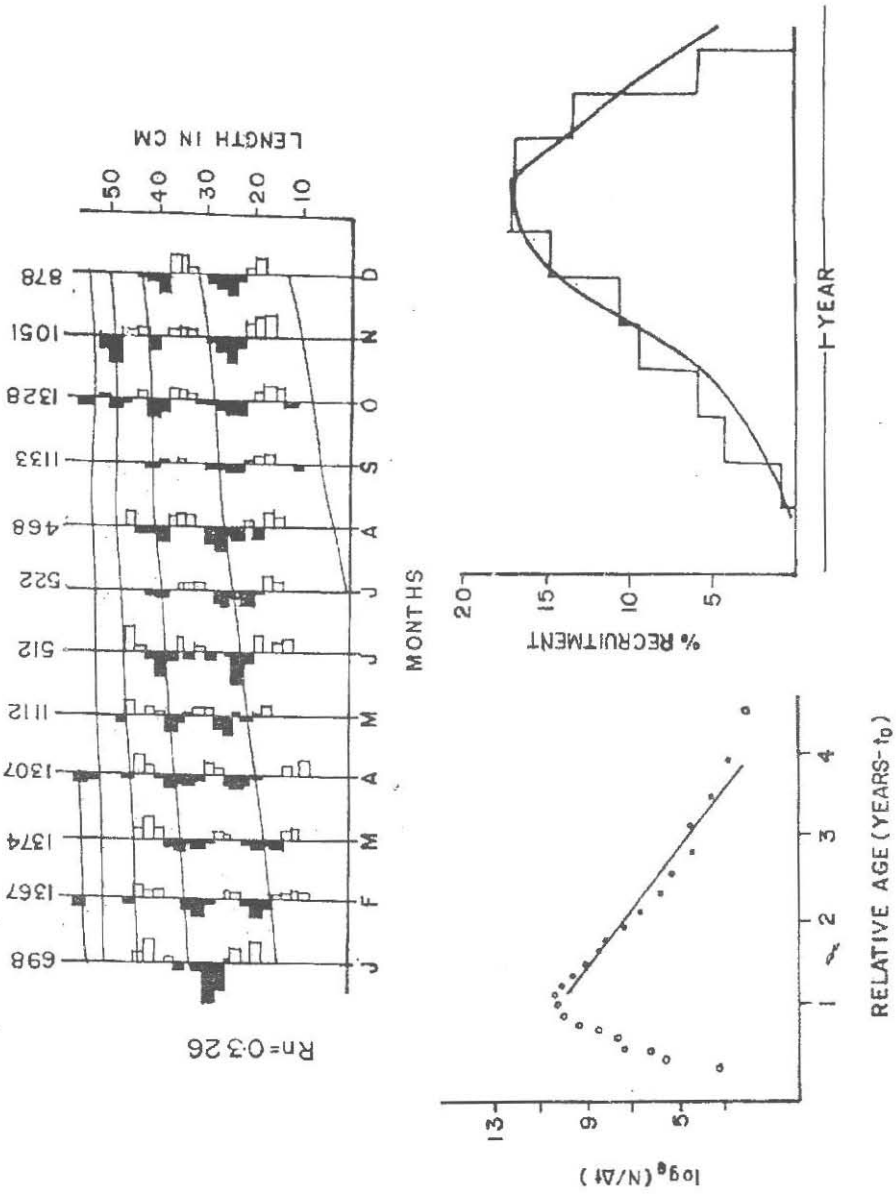 Rn=0·326
698 1367 1374 1307 1112 512 522 468 1133 1328 1051 878
50
40
30
20
10
LENGTH IN CM
J F M A M J J A S O N D
MONTHS
log e (N/Δt)
13
9
5
1 2 3 4
RELATIVE AGE (YEARS-t₀)
% RECRUITMENT
20
15
10
5
1 YEAR